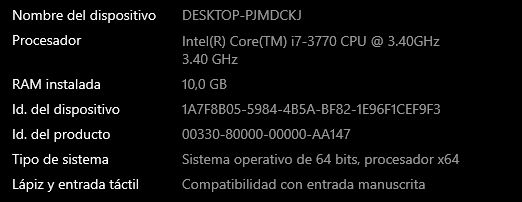 Nombre del dispositivo DESKTOP-PJMDCKJ
Procesador Intel(R) Core(TM) i7-3770 CPU @ 3.40GHz
3.40 GHz
RAM instalada 10,0 GB
Id. del dispositivo 1A7F8B05-5984-4B5A-BF82-1E96F1CEF9F3
Id. del producto 00330-80000-00000-AA147
Tipo de sistema Sistema operativo de 64 bits, procesador x64
Lápiz y entrada táctil Compatibilidad con entrada manuscrita